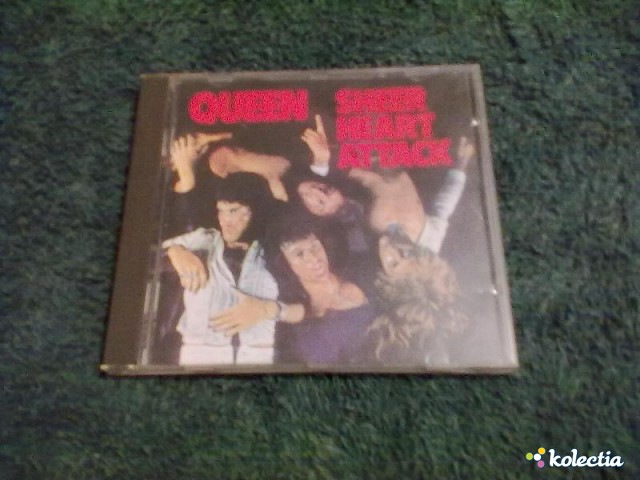 QUEEN
SHEER
HEART
ATTACK
kolectia